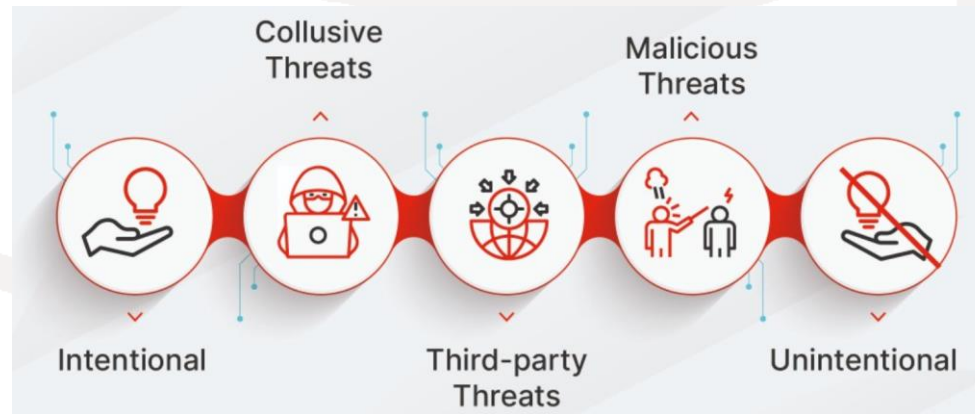 Collusive
Threats
Malicious
Threats
Intentional
Third-party
Threats
Unintentional